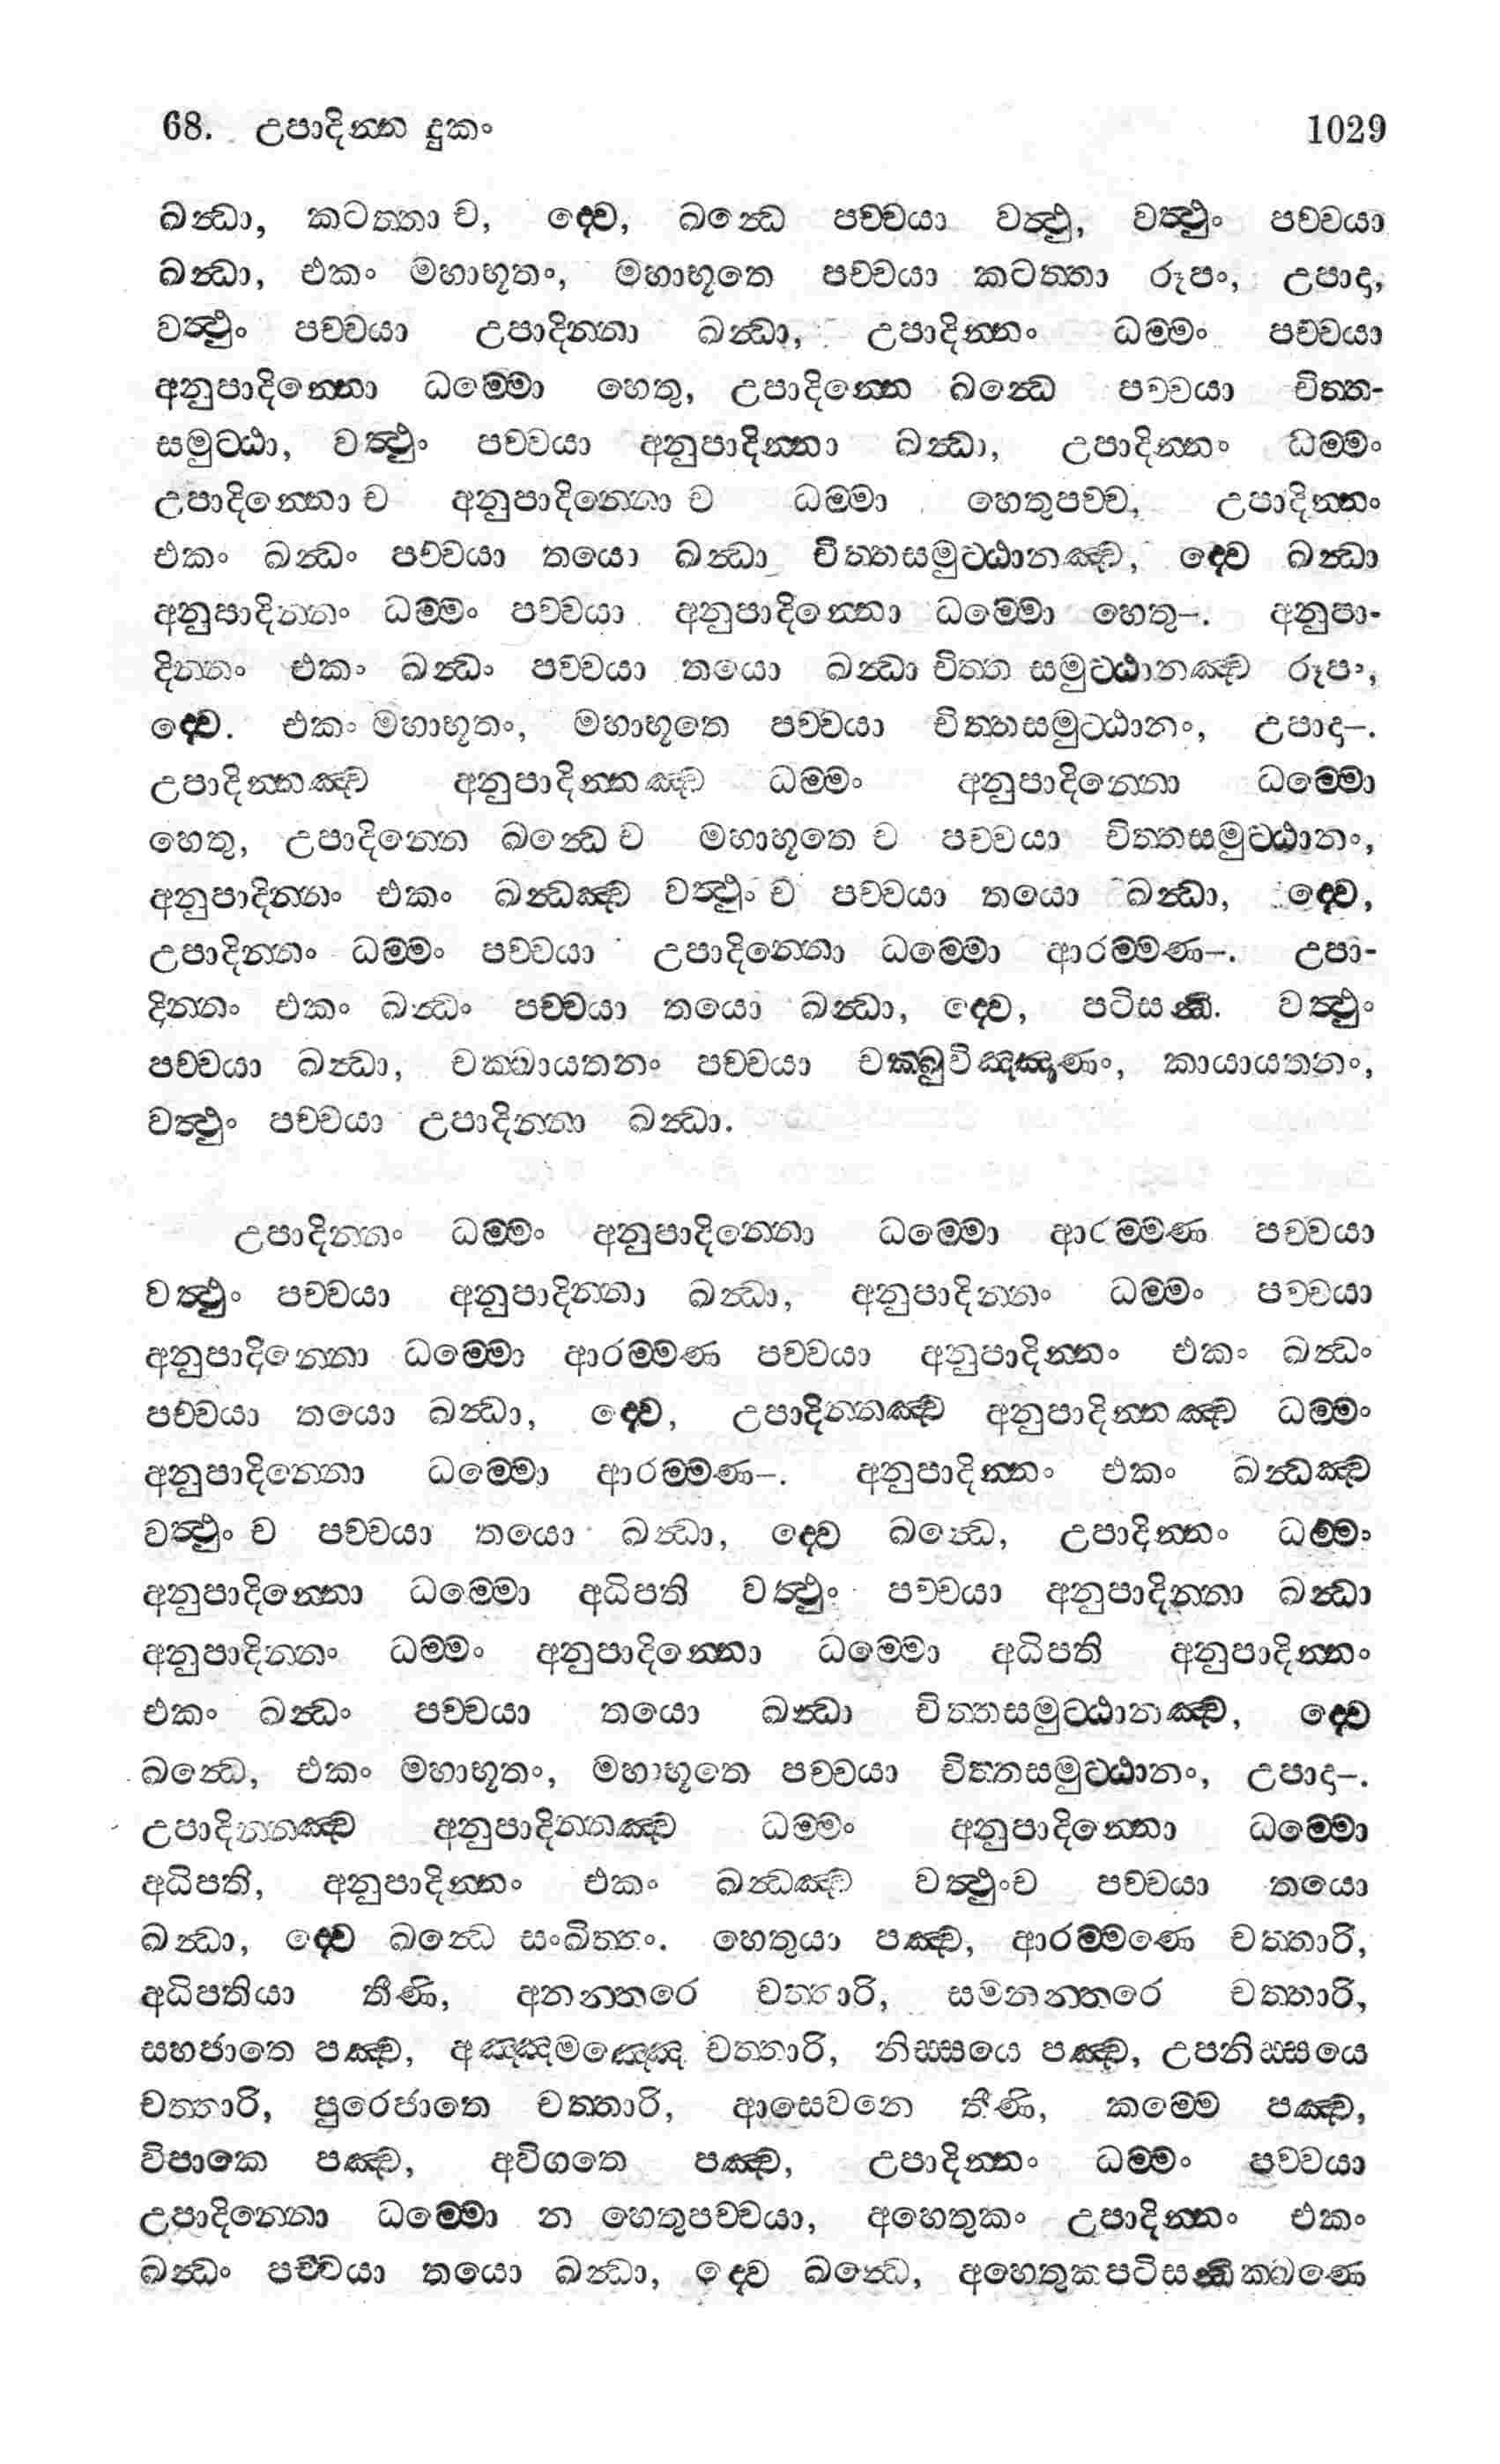 68. උපාදින්න දුකං 1029
ඛන්ධා, කටත්තා ච, ද්වෙ, ඛන්ධෙ පච්චයා වත්ථු, වත්ථුං පච්චයා
ඛන්ධා, එකං මහාභූතං, මහාභූතෙ පච්චයා කටත්තා රූපං, උපාදා,
වත්ථුං පච්චයා උපාදින්නා ඛන්ධා, උපාදින්නං ධම්මං පච්චයා
අනුපාදින්නො ධම්මො හෙතු, උපාදින්නෙ ඛන්ධෙ පච්චයා චිත්ත-
සමුට්ඨා, වත්ථුං පච්චයා අනුපාදින්නා ඛන්ධා, උපාදින්නං ධම්මං
උපාදින්නො ච අනුපාදින්නො ච ධම්මා හෙතුපච්ච, උපාදින්නං
එකං ඛන්ධං පච්චයා තයො ඛන්ධා චිත්තසමුට්ඨානඤ්ච, ද්වෙ ඛන්ධා
අනුපාදින්නං ධම්මං පච්චයා අනුපාදින්නො ධම්මො හෙතු–. අනුපා-
දින්නං එකං ඛන්ධං පච්චයා තයො ඛන්ධා චිත්ත සමුට්ඨානඤ්ච රූපං,
ද්වෙ. එකං මහාභූතං, මහාභූතෙ පච්චයා චිත්තසමුට්ඨානං, උපාදා–.
උපාදින්නඤ්ච අනුපාදින්නඤ්ච ධම්මං අනුපාදින්නො ධම්මො
හෙතු, උපාදින්නෙ ඛන්ධෙ ච මහාභූතෙ ච පච්චයා චිත්තසමුට්ඨානං,
අනුපාදින්නං එකං ඛන්ධඤ්ච වත්ථුං ච පච්චයා තයො ඛන්ධා, ද්වෙ,
උපාදින්නං ධම්මං පච්චයා උපාදින්නො ධම්මො ආරම්මණ–. උපා-
දින්නං එකං ඛන්ධං පච්චයා තයො ඛන්ධා, ද්වෙ, පටිසන්ධි. වත්ථුං
පච්චයා ඛන්ධා, චක්ඛායතනං පච්චයා චක්ඛුවිඤ්ඤාණං, කායායතනං,
වත්ථුං පච්චයා උපාදින්නා ඛන්ධා.
උපාදින්නං ධම්මං අනුපාදින්නො ධම්මො ආරම්මණ පච්චයා
වත්ථුං පච්චයා අනුපාදින්නා ඛන්ධා, අනුපාදින්නං ධම්මං පච්චයා
අනුපාදින්නො ධම්මො ආරම්මණ පච්චයා අනුපාදින්නං එකං ඛන්ධං
පච්චයා තයො ඛන්ධා, ද්වෙ, උපාදින්නඤ්ච අනුපාදින්නඤ්ච ධම්මං
අනුපාදින්නො ධම්මො ආරම්මණ–. අනුපාදින්නං එකං ඛන්ධඤ්ච
වත්ථුං ච පච්චයා තයො ඛන්ධා, ද්වෙ ඛන්ධෙ, උපාදින්නං ධම්මං
අනුපාදින්නො ධම්මො අධිපති වත්ථුං පච්චයා අනුපාදින්නා ඛන්ධා
අනුපාදින්නං ධම්මං අනුපාදින්නො ධම්මො අධිපති අනුපාදින්නං
එකං ඛන්ධං පච්චයා තයො ඛන්ධා චිත්තසමුට්ඨානඤ්ච, ද්වෙ
ඛන්ධෙ, එකං මහාභූතං, මහාභූතෙ පච්චයා චිත්තසමුට්ඨානං, උපාදා–.
උපාදින්නඤ්ච අනුපාදින්නඤ්ච ධම්මං අනුපාදින්නො ධම්මො
අධිපති, අනුපාදින්නං එකං ඛන්ධඤ්ච වත්ථුංච පච්චයා තයො
ඛන්ධා, ද්වෙ ඛන්ධෙ සංඛිත්තං. හෙතුයා පඤ්ච, ආරම්මණෙ චත්තාරි,
අධිපතියා තීණි, අනන්තරෙ චත්තාරි, සමනන්තරෙ චත්තාරි,
සහජාතෙ පඤ්ච, අඤ්ඤමඤ්ඤෙ චත්තාරි, නිස්සයෙ පඤ්ච, උපනිස්සයෙ
චත්තාරි, පුරෙජාතෙ චත්තාරි, ආසෙවනෙ තීණි, කම්මෙ පඤ්ච,
විපාකෙ පඤ්ච, අවිගතෙ පඤ්ච, උපාදින්නං ධම්මං පච්චයා
උපාදින්නො ධම්මො න හෙතුපච්චයා, අහෙතුකං උපාදින්නං එකං
ඛන්ධං පච්චයා තයො ඛන්ධා, ද්වෙ ඛන්ධෙ, අහෙතුකපටිසන්ධික්ඛණෙ